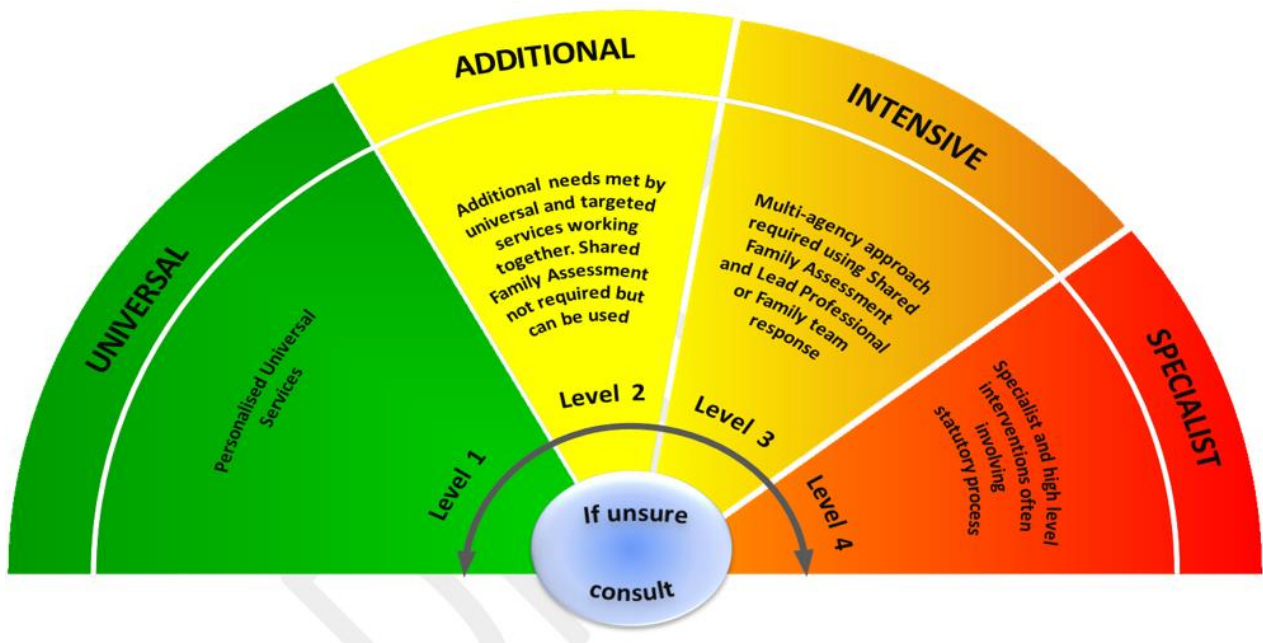 UNIVERSAL
Personalised Universal
Services
Level 1
ADDITIONAL
Additional needs met by
universal and targeted
services working
together. Shared
Family Assessment
not required but
can be used
Level 2
INTENSIVE
Multi-agency approach
required using Shared
Family Assessment
and Lead Professional
or Family team
response
Level 3
SPECIALIST
Specialist and high level
interventions often
involving
statutory process
Level 4
If unsure
consult